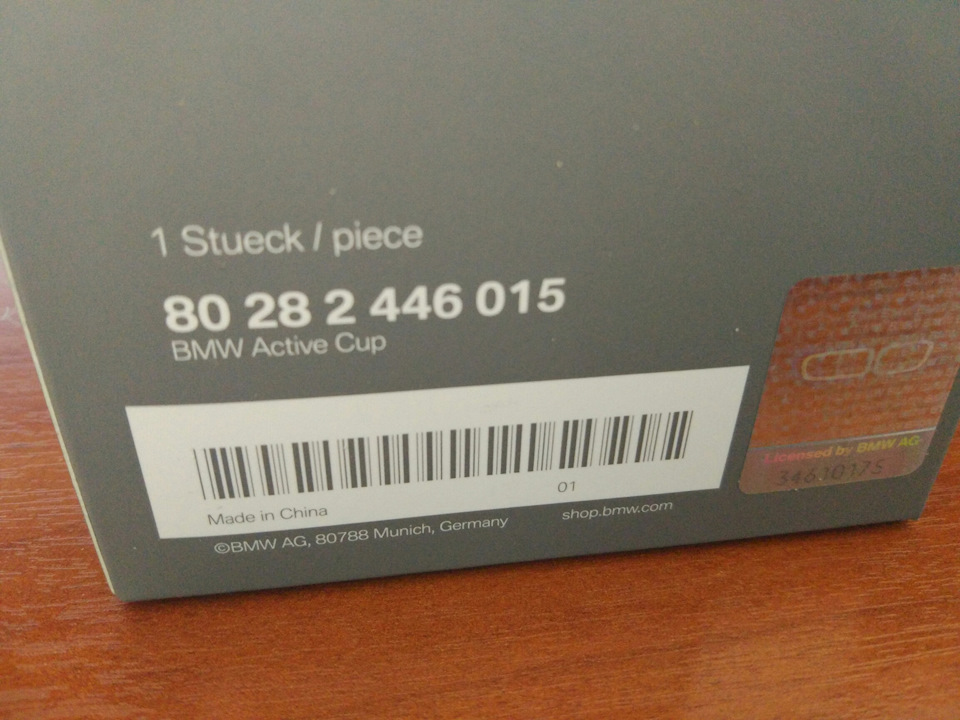 1 Stueck / piece
80 28 2 446 015
BMW Active Cup
01
Made in China
©BMW AG, 80788 Munich, Germany
shop.bmw.com
Licensed by BMW AG